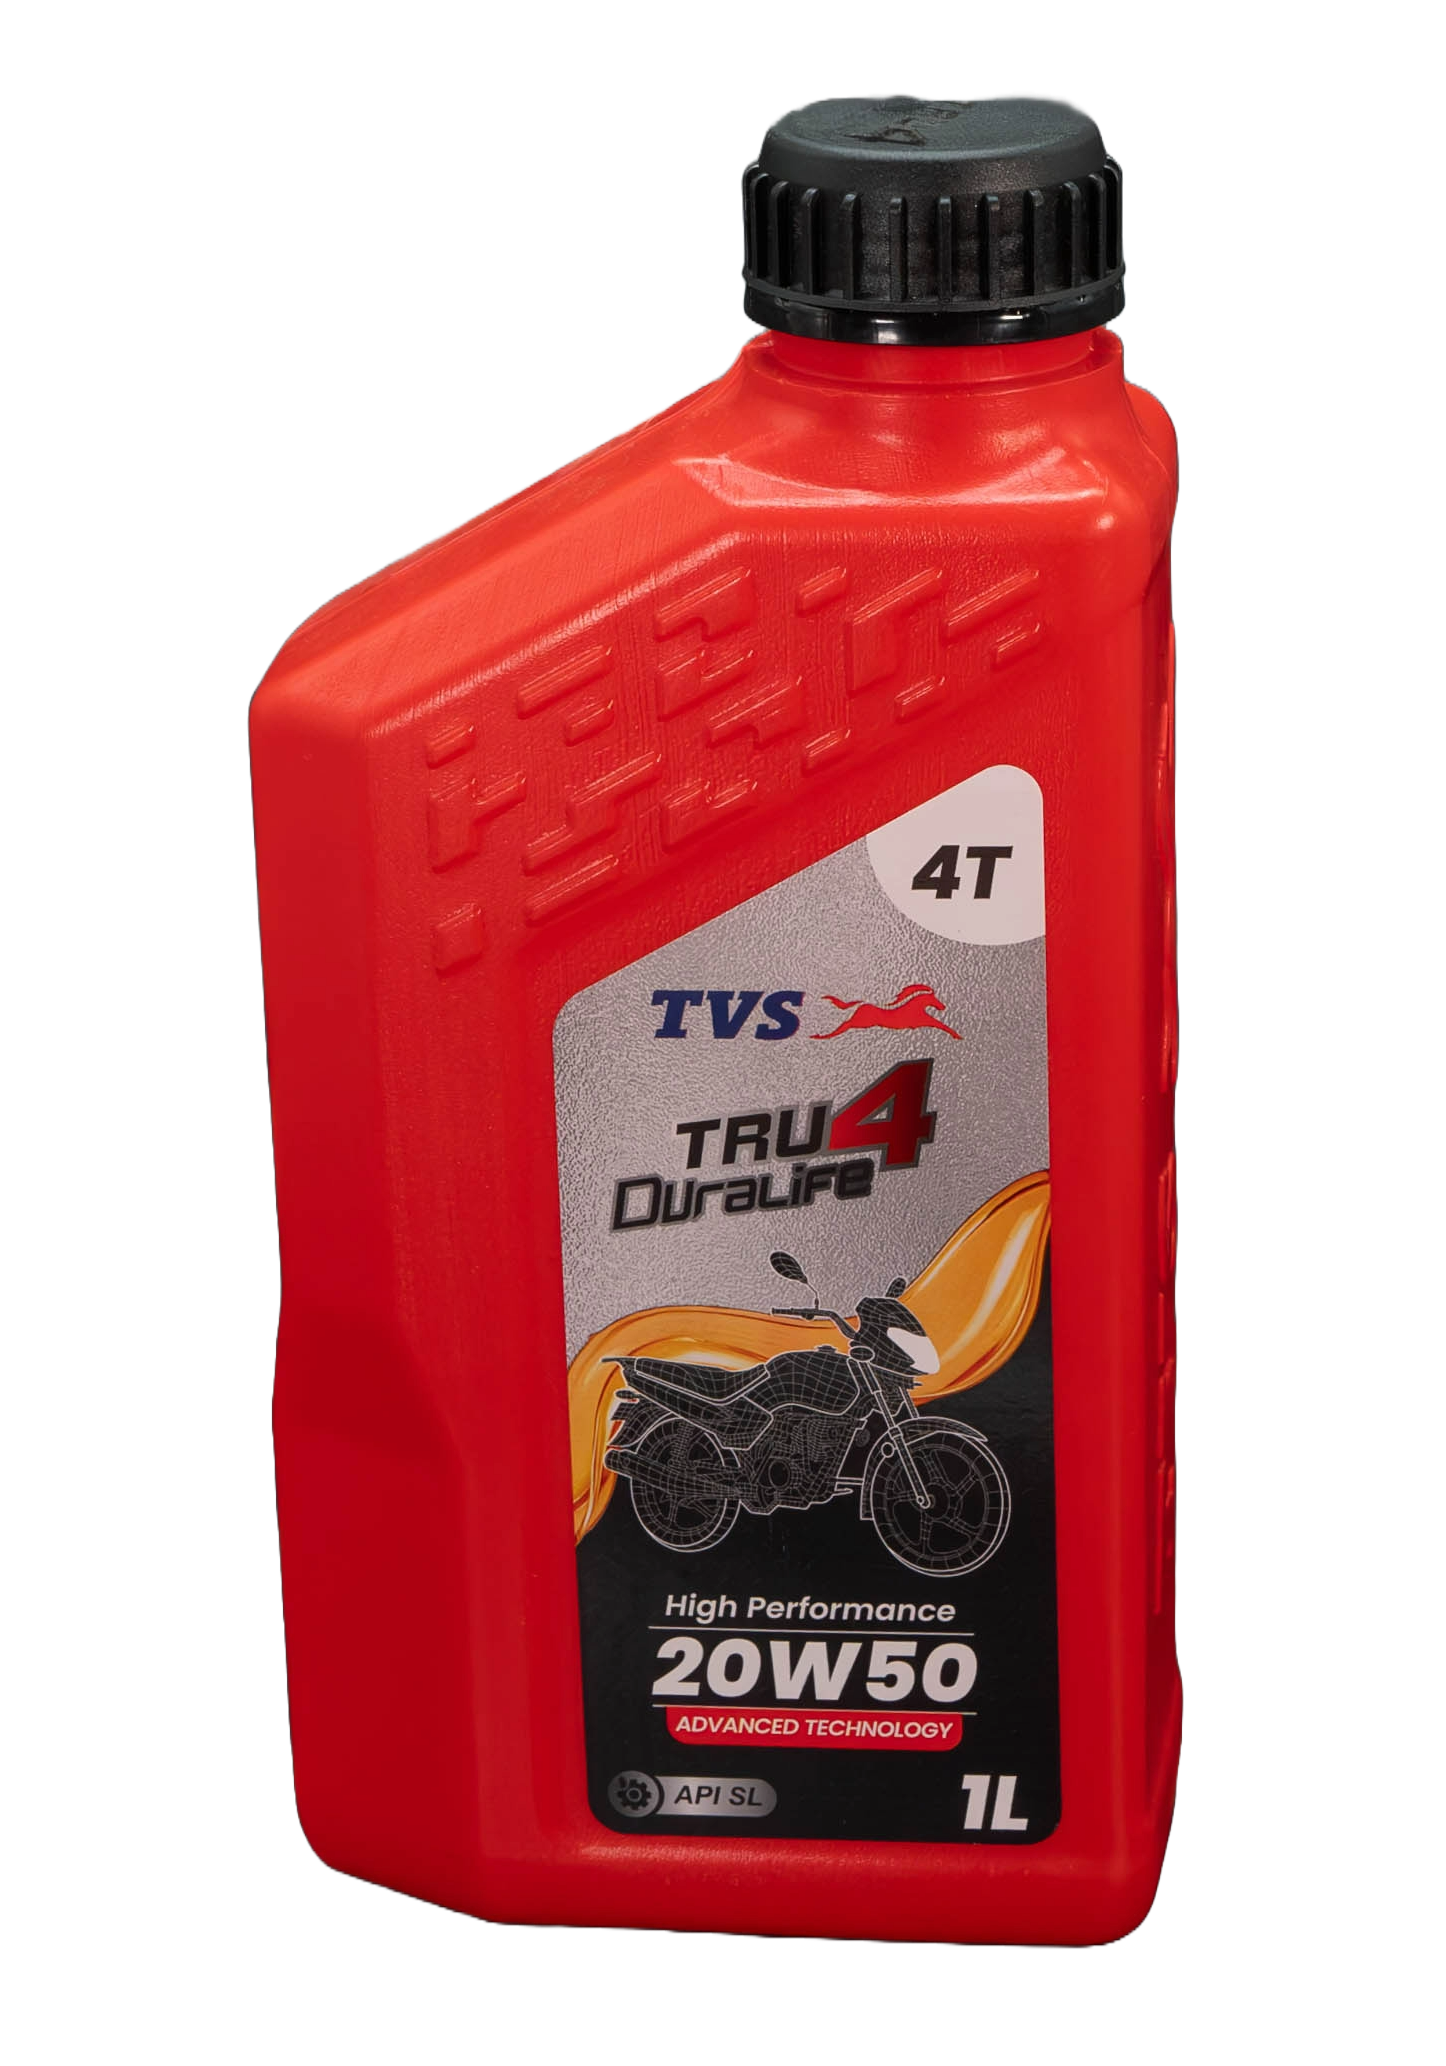 4T
TVS
TRU4
DuraLife
High Performance
20W50
ADVANCED TECHNOLOGY
API SL
1L